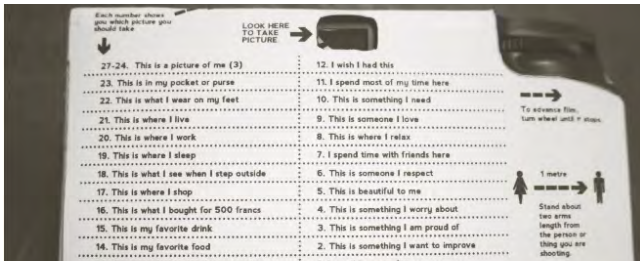 Each number shows
you which picture you
should take
LOOK HERE
TO TAKE
PICTURE
27-24. This is a picture of me (3)
23. This is in my pocket or purse
22. This is what I wear on my feet
21. This is where I live
20. This is where I work
19. This is where I sleep
18. This is what I see when I step outside
17. This is where I shop
16. This is what I bought for 500 francs
15. This is my favorite drink
14. This is my favorite food
12. I wish I had this
11. I spend most of my time here
10. This is something I need
9. This is someone I love
8. This is where I relax
7. I spend time with friends here
6. This is someone I respect
5. This is beautiful to me
4. This is something I worry about
3. This is something I am proud of
2. This is something I want to improve
To advance film,
turn wheel until it stops.
1 metre
Stand about
two arms
length from
the person or
thing you are
shooting.